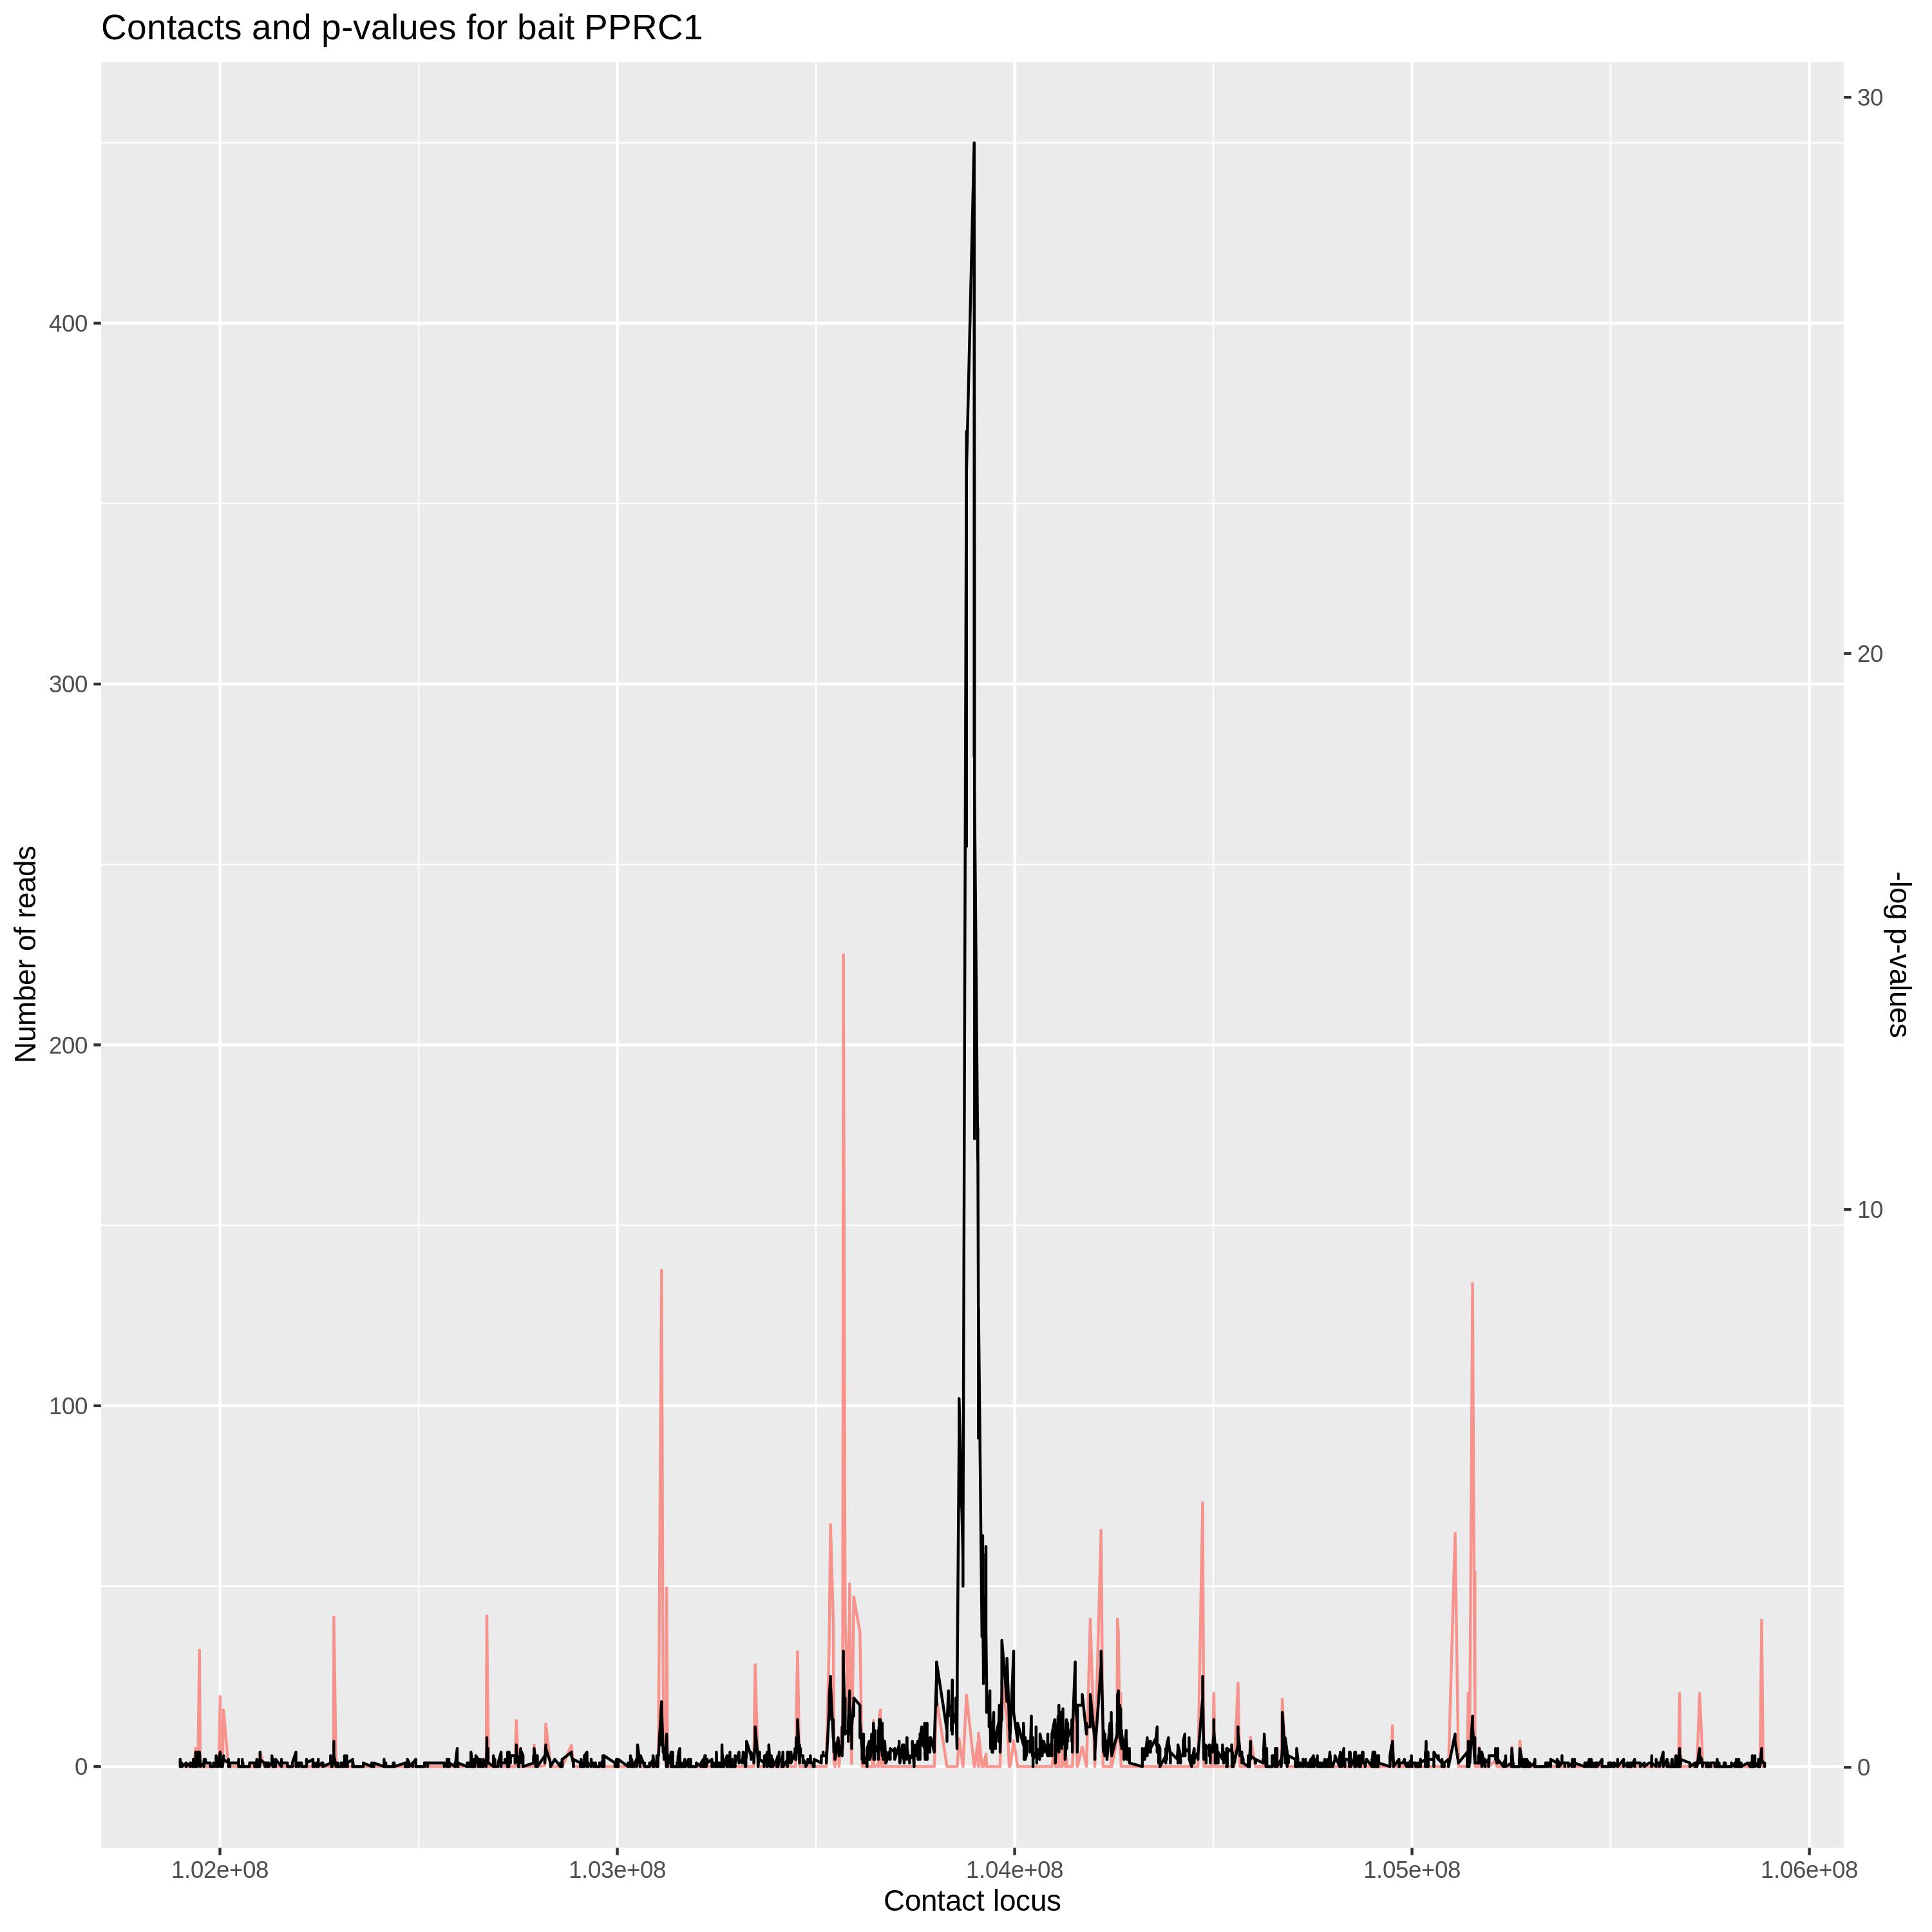 Contacts and p-values for bait PPRC1
400
300
200
100
0
Number of reads
30
20
10
0
-log p-values
1.02e+08
1.03e+08
1.04e+08
1.05e+08
1.06e+08
Contact locus